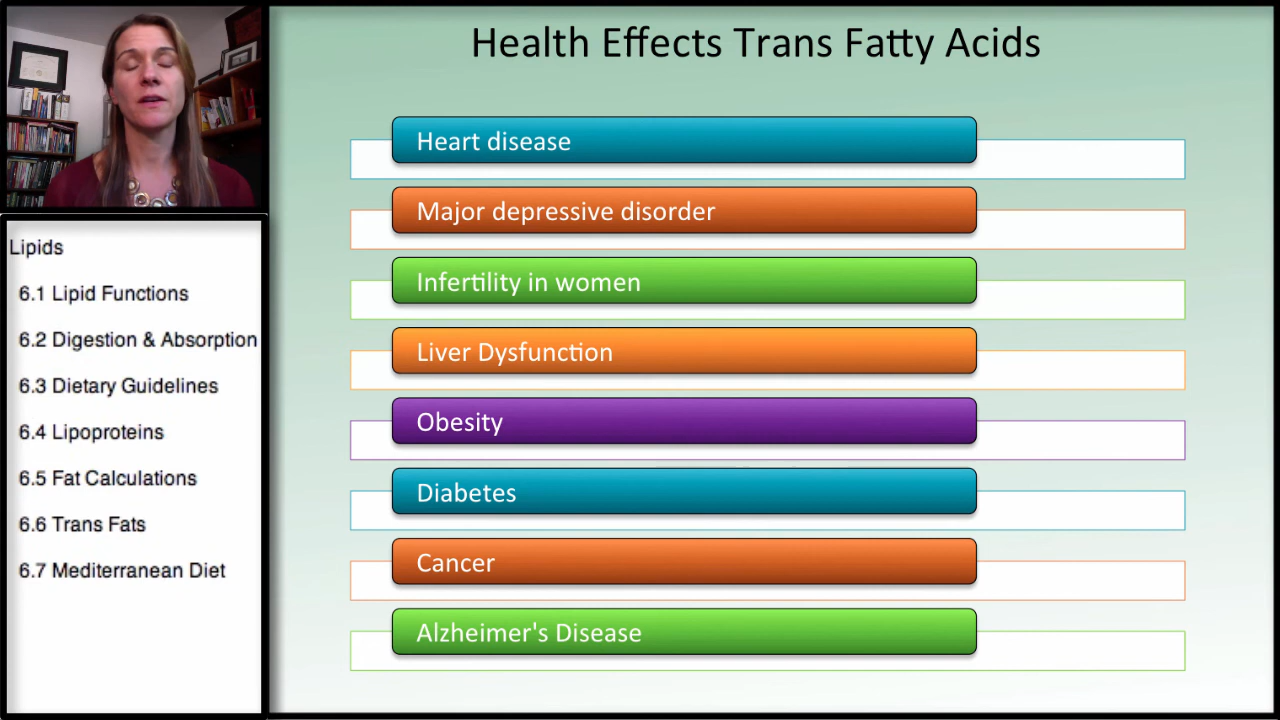 Health Effects Trans Fatty Acids
Heart disease
Major depressive disorder
Infertility in women
Liver Dysfunction
Obesity
Diabetes
Cancer
Alzheimer's Disease
Lipids
6.1 Lipid Functions
6.2 Digestion & Absorption
6.3 Dietary Guidelines
6.4 Lipoproteins
6.5 Fat Calculations
6.6 Trans Fats
6.7 Mediterranean Diet